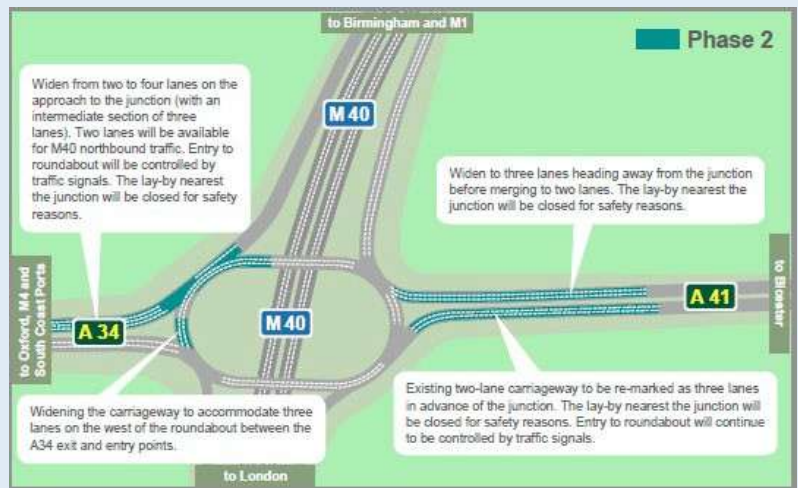 to Birmingham and M1
Phase 2
Widen from two to four lanes on the
approach to the junction (with an
intermediate section of three
lanes). Two lanes will be available
for M40 northbound traffic. Entry to
roundabout will be controlled by
traffic signals. The lay-by nearest
the junction will be closed for safety
reasons.
M 40
Widen to three lanes heading away from the junction
before merging to two lanes. The lay-by nearest the
junction will be closed for safety reasons.
to Oxford, M4 and
South Coast Ports
A 34
M 40
A 41
to Bicester
Widening the carriageway to accommodate three
lanes on the west of the roundabout between the
A34 exit and entry points.
Existing two-lane carriageway to be re-marked as three lanes
in advance of the junction. The lay-by nearest the junction will
be closed for safety reasons. Entry to roundabout will continue
to be controlled by traffic signals.
to London